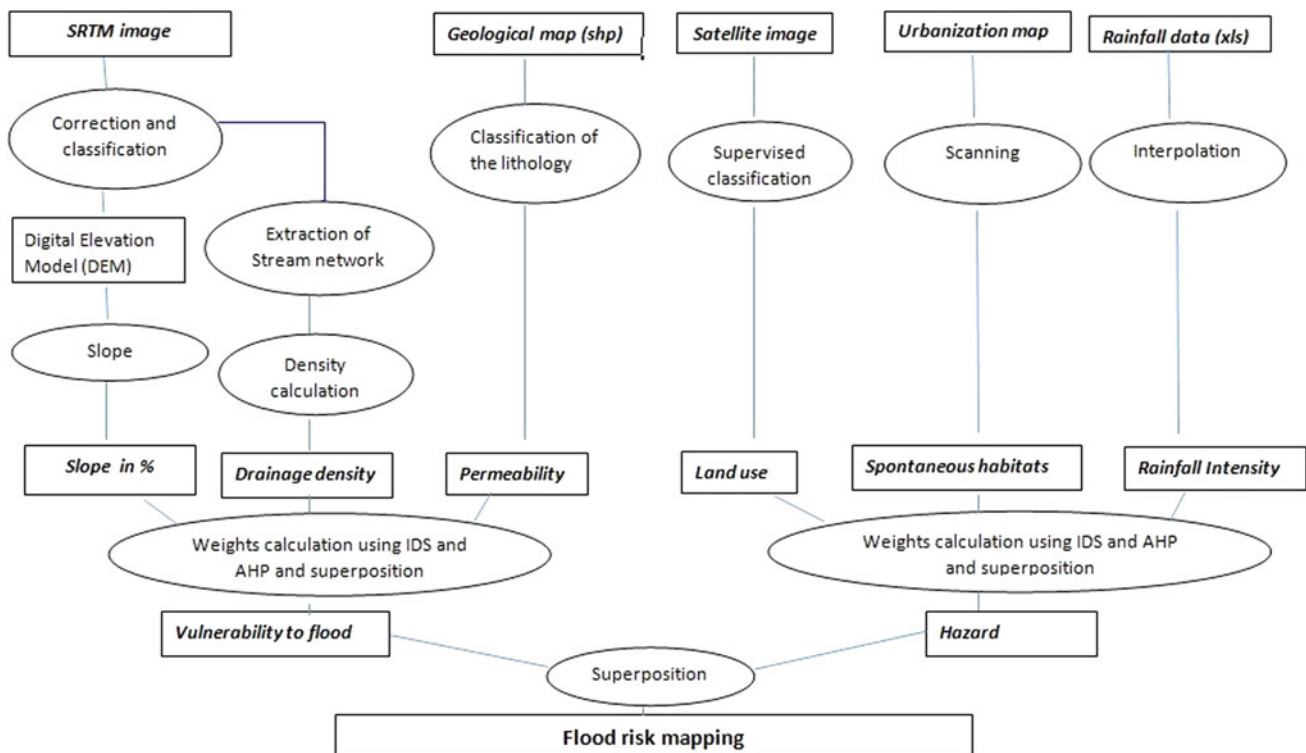 SRTM image
Geological map (shp)
Satellite image
Urbanization map
Rainfall data (xls)
Correction and
classification
Classification of
the lithology
Supervised
classification
Scanning
Interpolation
Digital Elevation
Model (DEM)
Extraction of
Stream network
Slope
Density
calculation
Slope in %
Drainage density
Permeability
Land use
Spontaneous habitats
Rainfall Intensity
Weights calculation using IDS and
AHP and superposition
Weights calculation using IDS and AHP
and superposition
Vulnerability to flood
Hazard
Superposition
Flood risk mapping